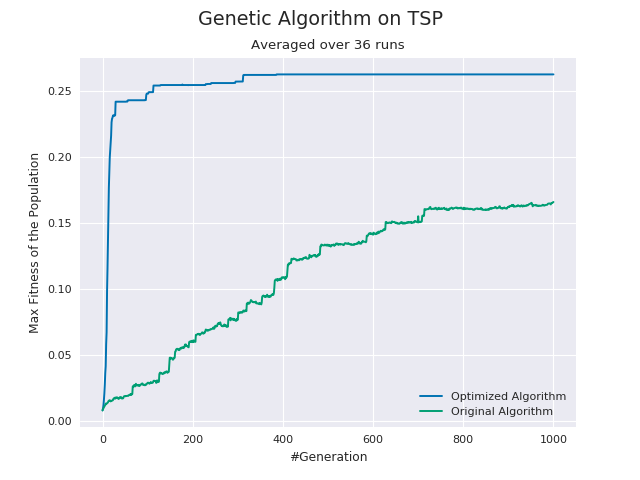 Genetic Algorithm on TSP
Averaged over 36 runs
Max Fitness of the Population
0.25
0.20
0.15
0.10
0.05
0.00
0
200
400
600
800
1000
#Generation
Optimized Algorithm
Original Algorithm